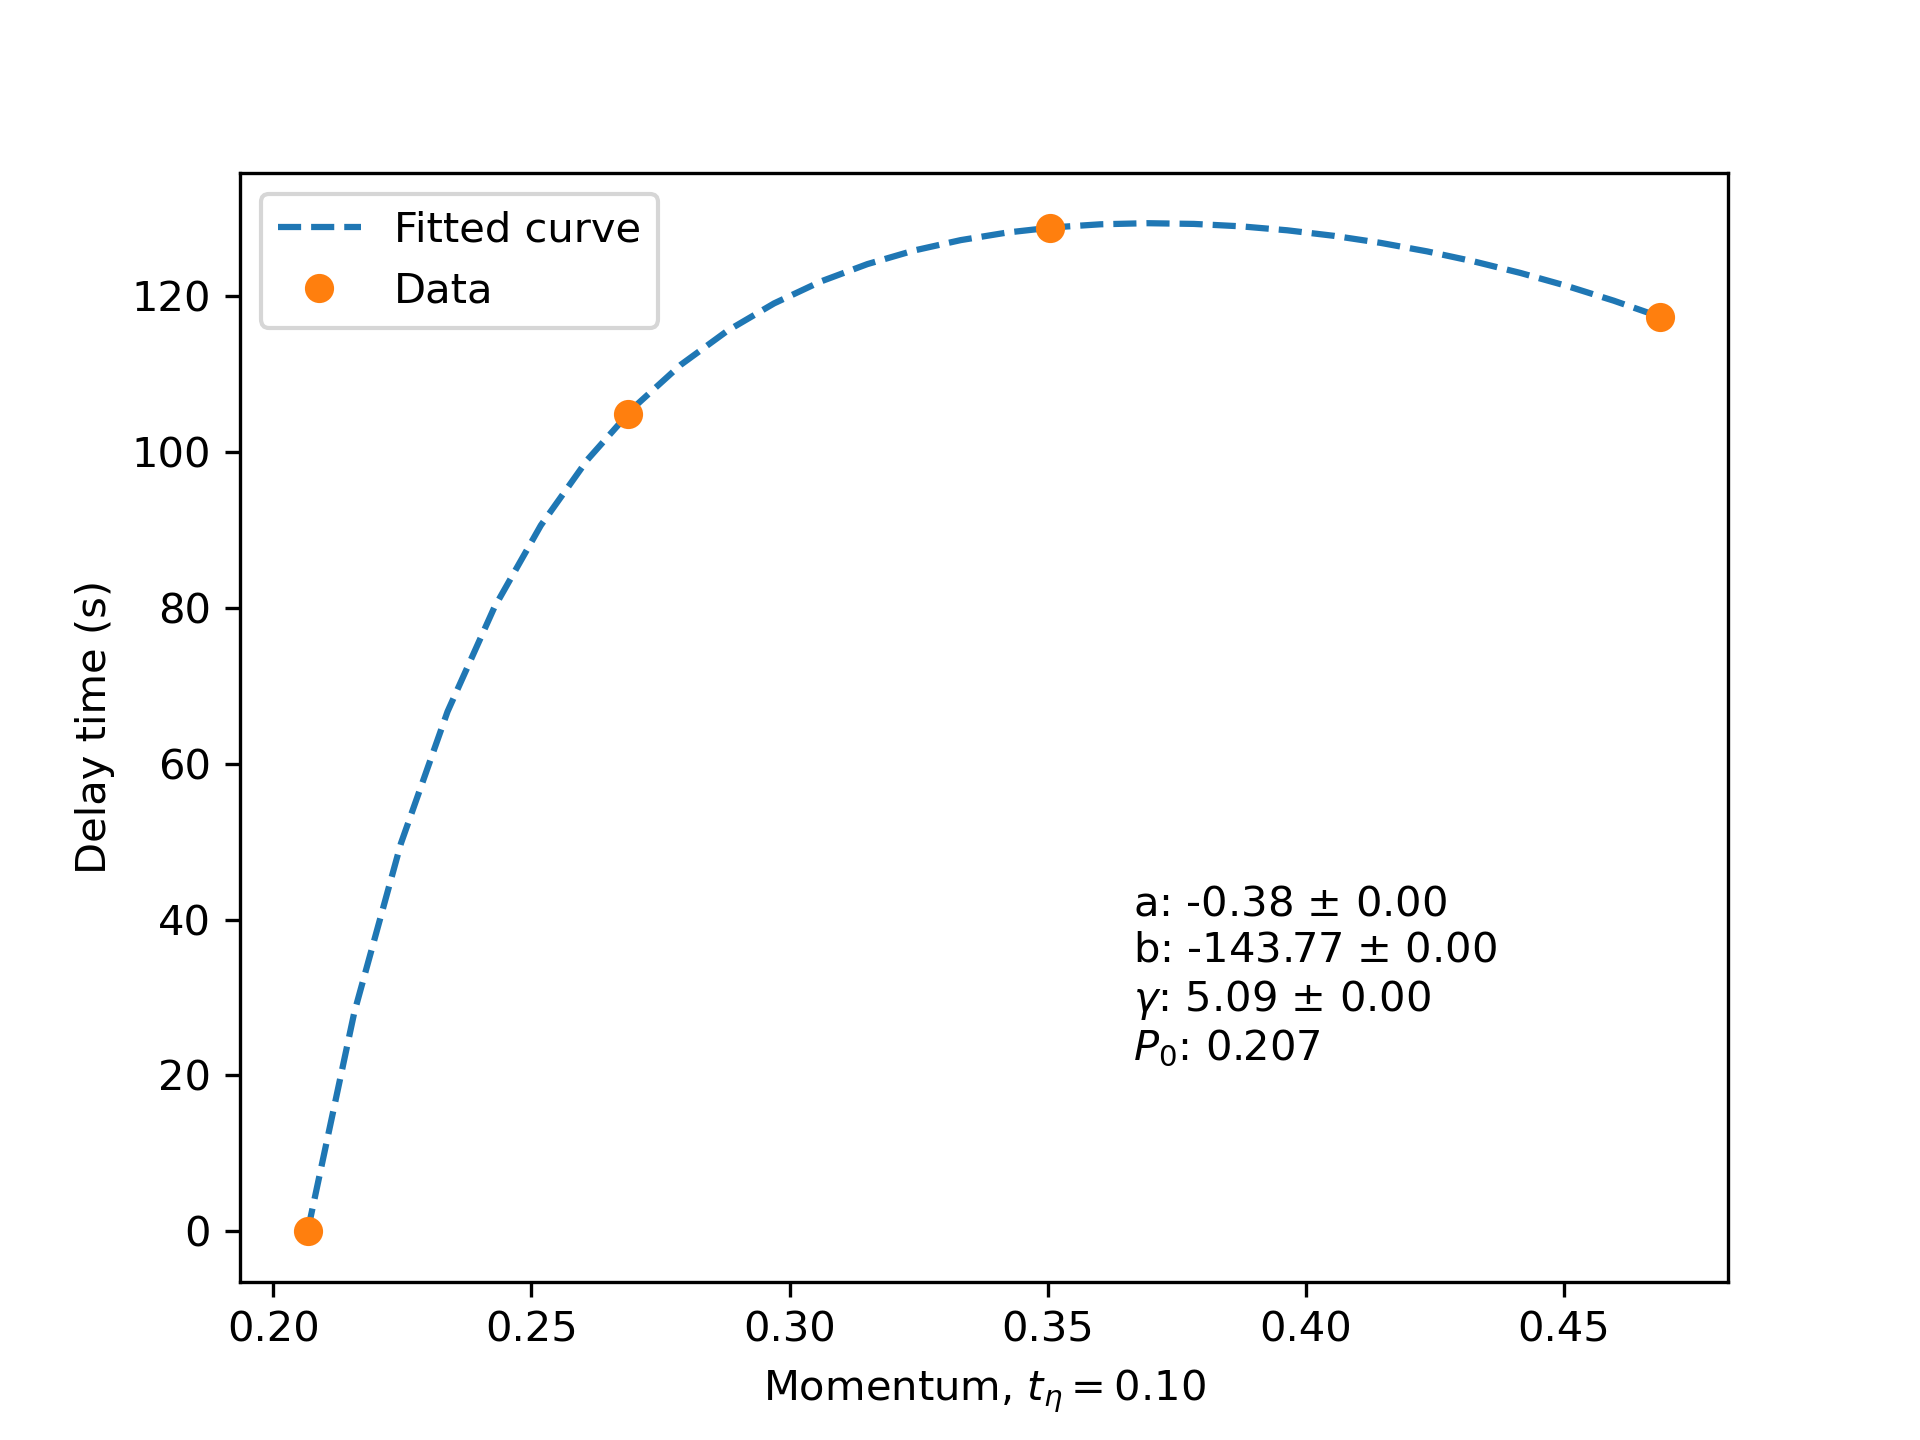 Fitted curve
Data
120
100
80
60
40
20
0
Delay time (s)
a: -0.38 ± 0.00
b: -143.77 ± 0.00
γ: 5.09 ± 0.00
P₀: 0.207
0.20 0.25 0.30 0.35 0.40 0.45
Momentum, tη = 0.10